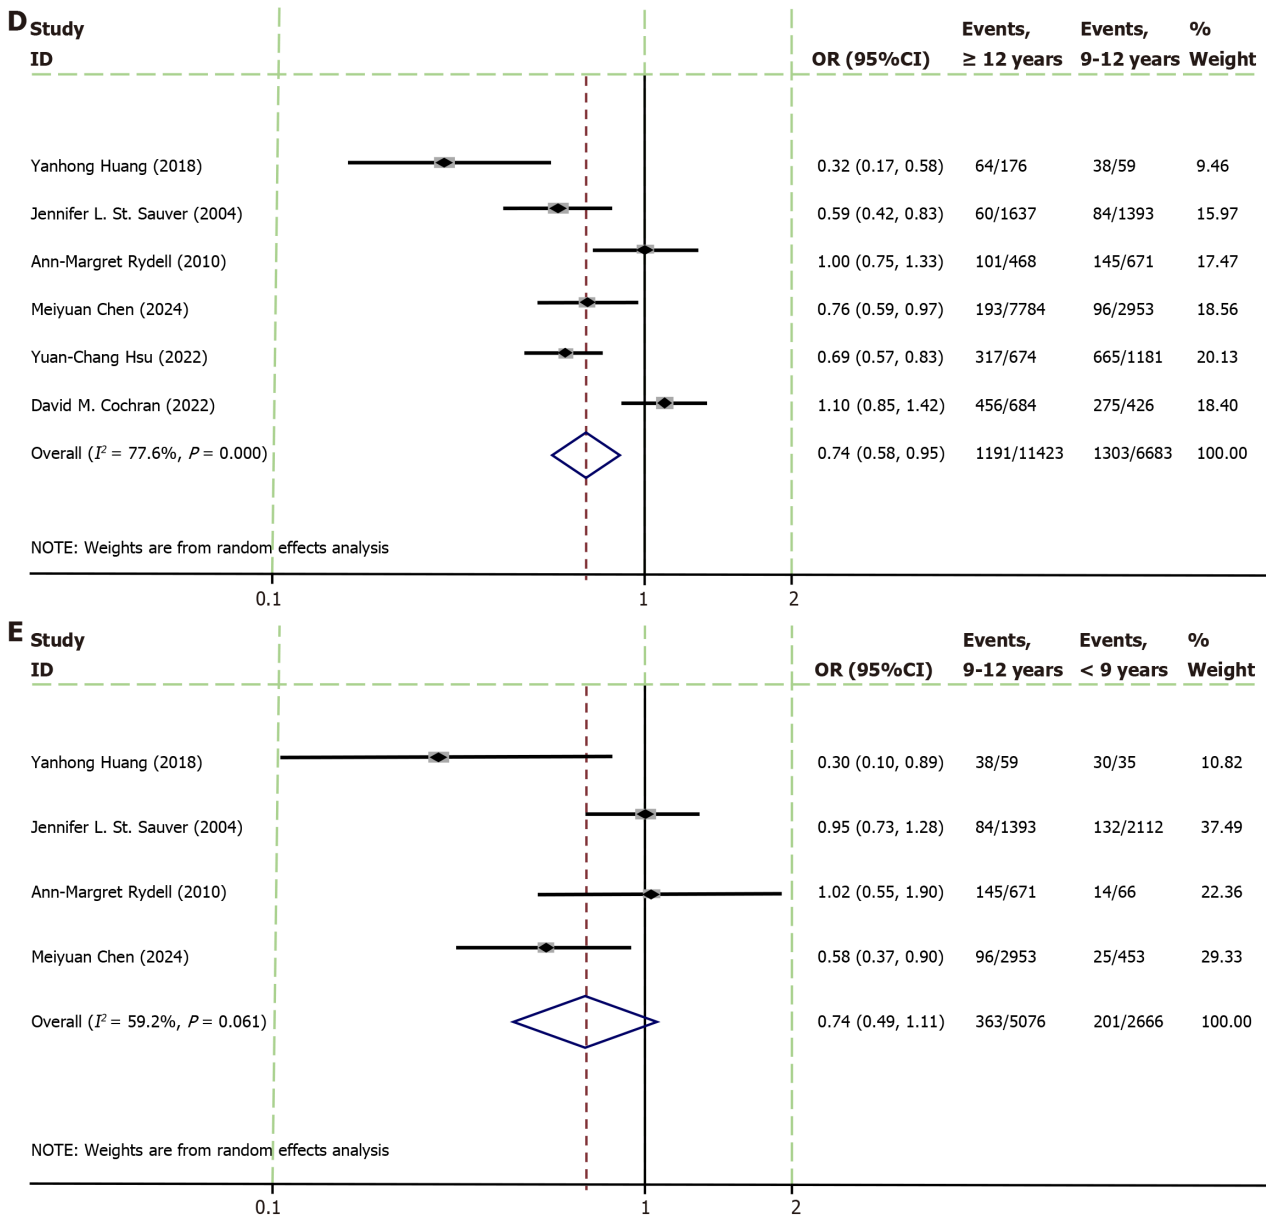 D Study Events, Events, %
ID OR (95%CI) ≥ 12 years 9-12 years Weight
Yanhong Huang (2018) 0.32 (0.17, 0.58) 64/176 38/59 9.46
Jennifer L. St. Sauver (2004) 0.59 (0.42, 0.83) 60/1637 84/1393 15.97
Ann-Margret Rydell (2010) 1.00 (0.75, 1.33) 101/468 145/671 17.47
Meiyuan Chen (2024) 0.76 (0.59, 0.97) 193/7784 96/2953 18.56
Yuan-Chang Hsu (2022) 0.69 (0.57, 0.83) 317/674 665/1181 20.13
David M. Cochran (2022) 1.10 (0.85, 1.42) 456/684 275/426 18.40
Overall (I² = 77.6%, P = 0.000) 0.74 (0.58, 0.95) 1191/11423 1303/6683 100.00
NOTE: Weights are from random effects analysis
0.1 1 2
E Study Events, Events, %
ID OR (95%CI) 9-12 years < 9 years Weight
Yanhong Huang (2018) 0.30 (0.10, 0.89) 38/59 30/35 10.82
Jennifer L. St. Sauver (2004) 0.95 (0.73, 1.28) 84/1393 132/2112 37.49
Ann-Margret Rydell (2010) 1.02 (0.55, 1.90) 145/671 14/66 22.36
Meiyuan Chen (2024) 0.58 (0.37, 0.90) 96/2953 25/453 29.33
Overall (I² = 59.2%, P = 0.061) 0.74 (0.49, 1.11) 363/5076 201/2666 100.00
NOTE: Weights are from random effects analysis
0.1 1 2